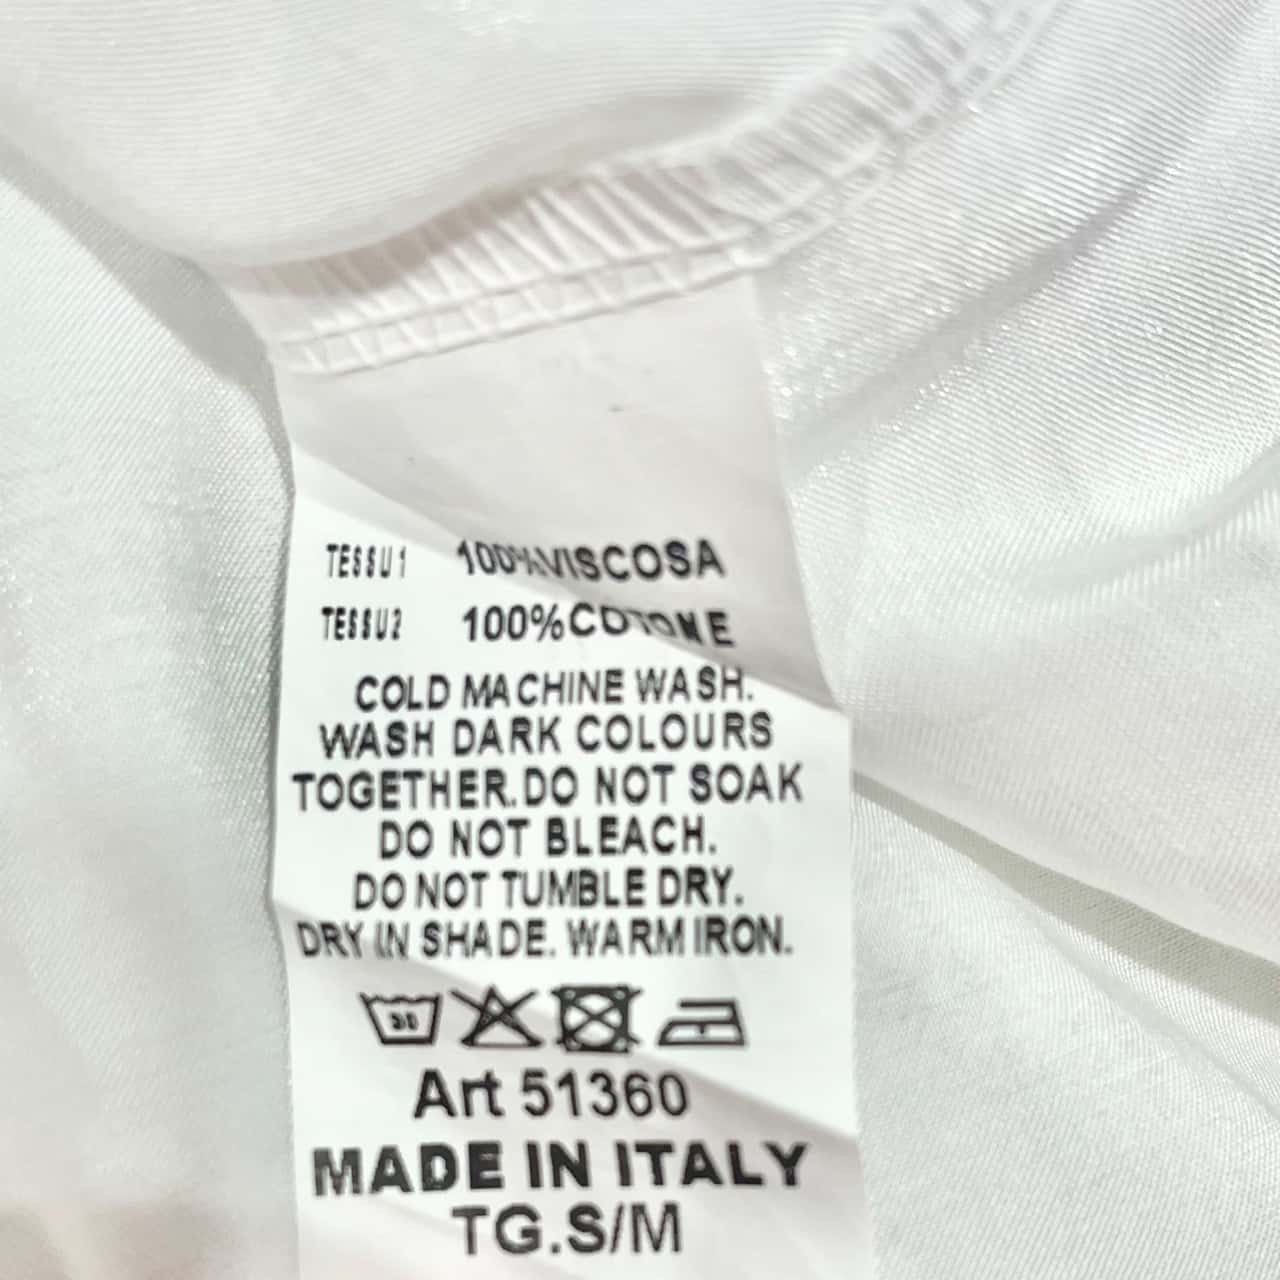 TESSU1 100%VISCOSA
TESSU2 100%COTONE
COLD MACHINE WASH.
WASH DARK COLOURS
TOGETHER.DO NOT SOAK
DO NOT BLEACH.
DO NOT TUMBLE DRY.
DRY IN SHADE. WARM IRON.
30
Art 51360
MADE IN ITALY
TG.S/M